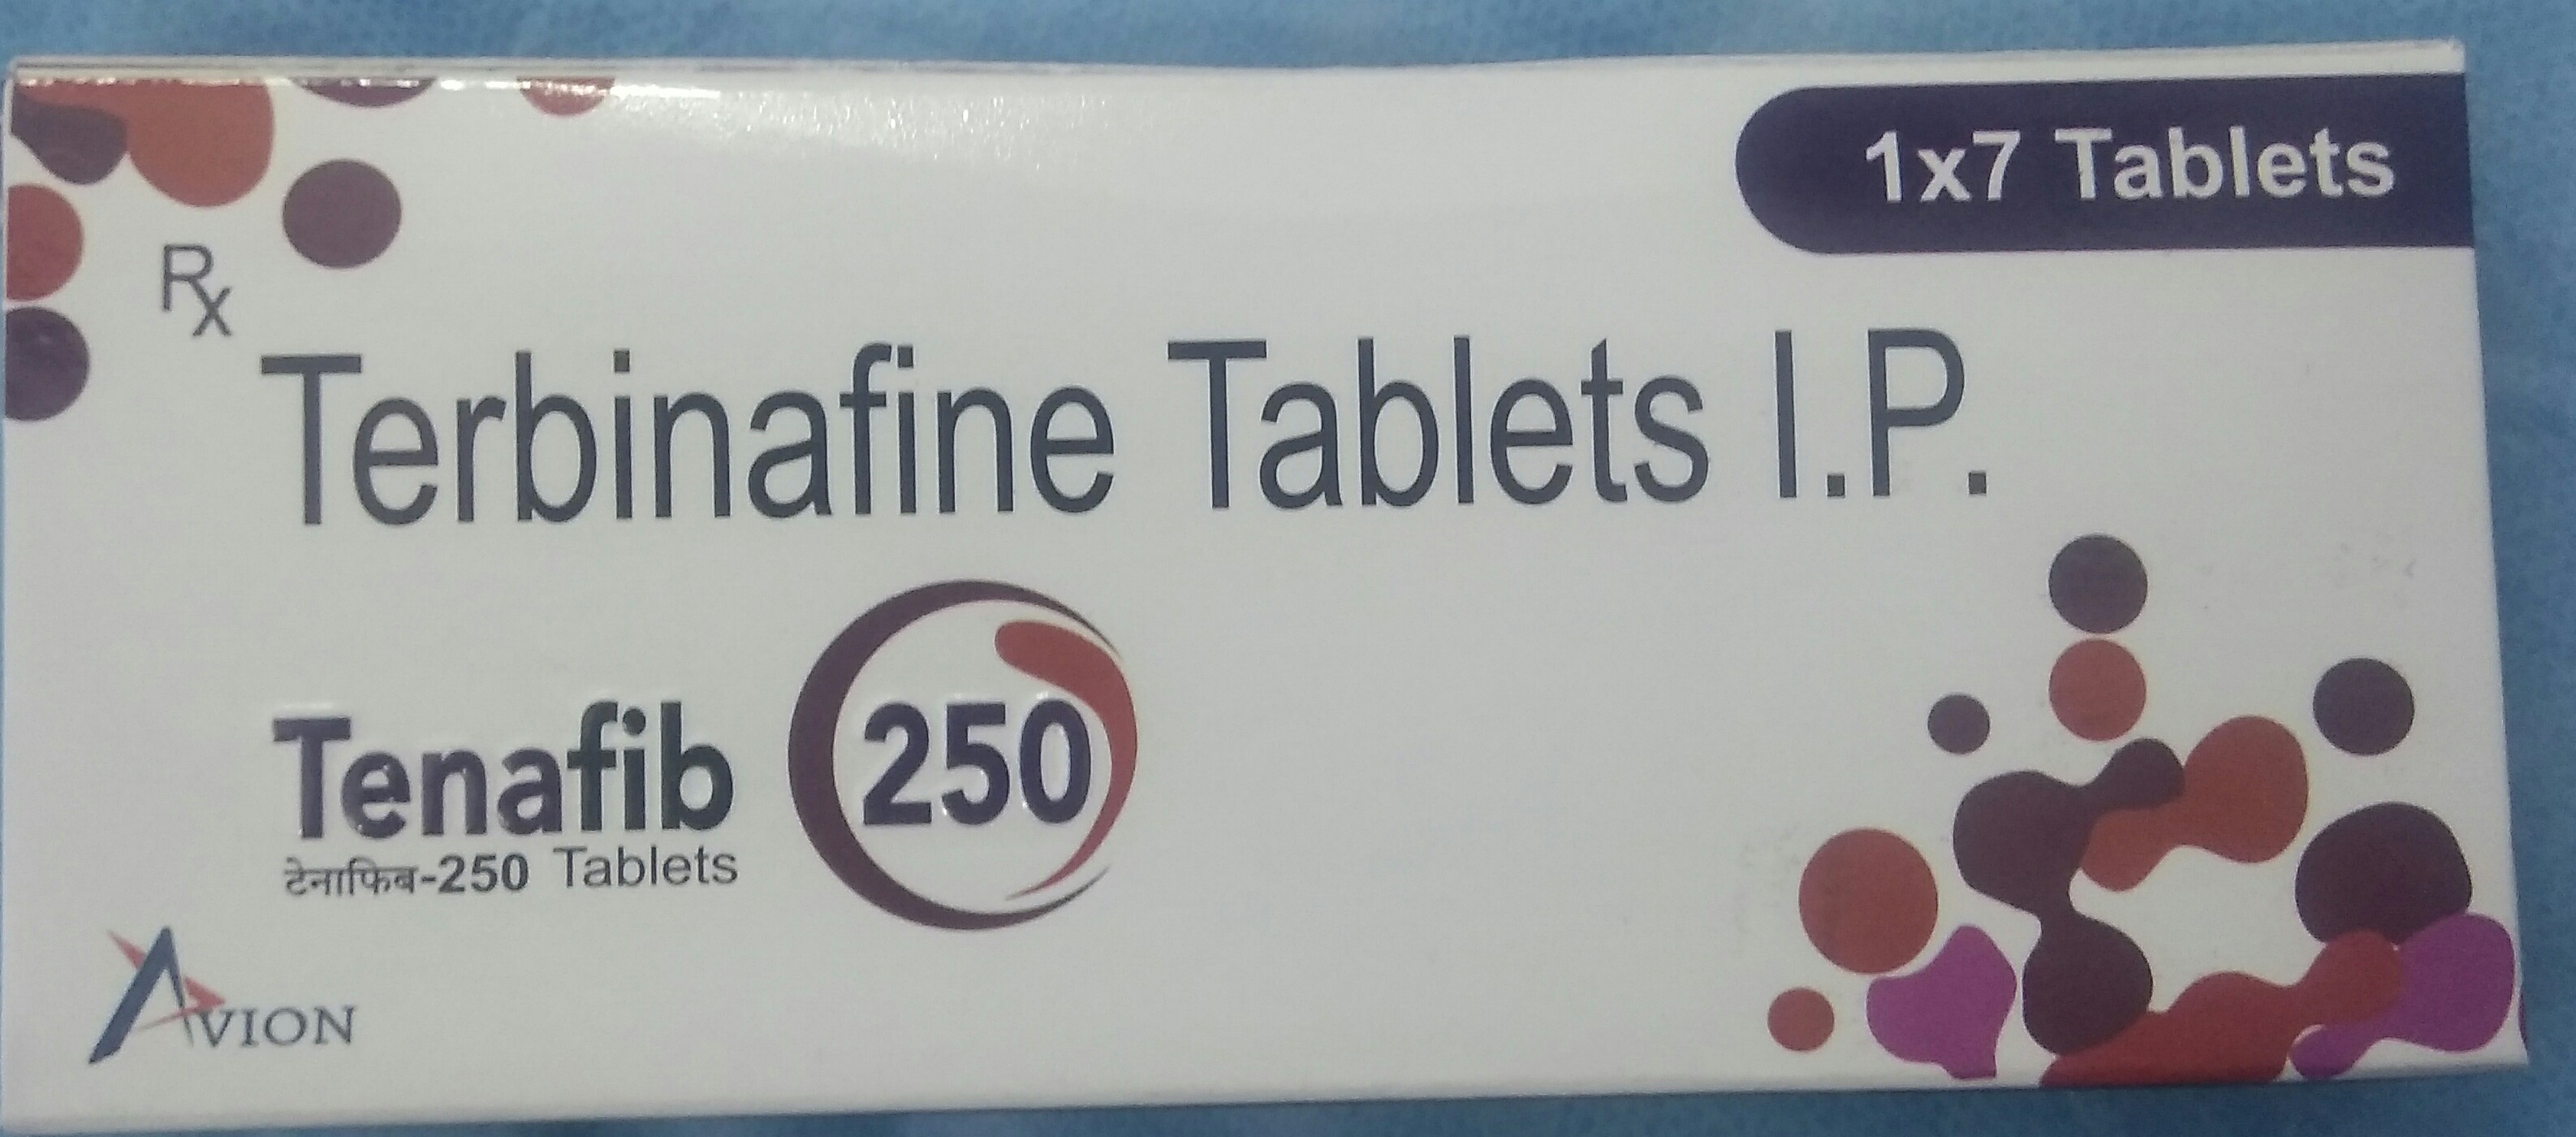 1x7 Tablets
Rx
Terbinafine Tablets I.P.
Tenafib 250
टेनाफिब-250 Tablets
AVION